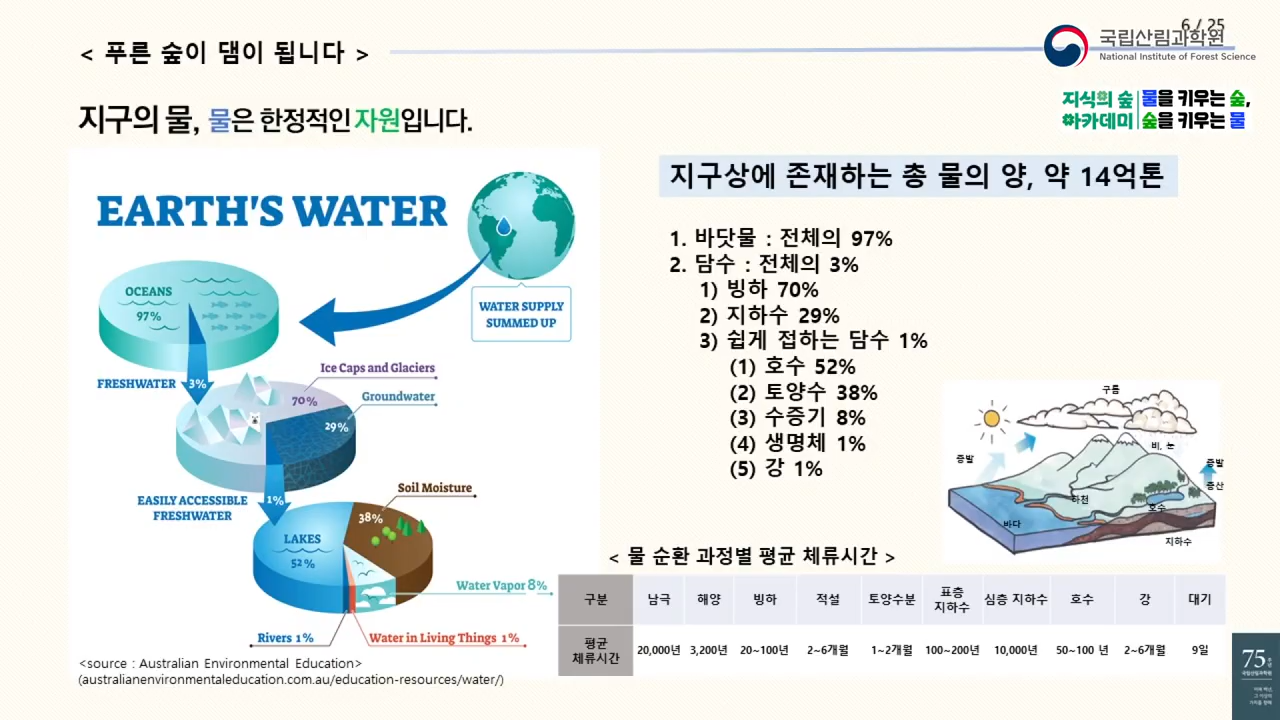 6 / 25
< 푸른 숲이 댐이 됩니다 >
국립산림과학원
National Institute of Forest Science
지식의 숲 물을 키우는 숲,
아카데미 숲을 키우는 물
지구의 물, 물은 한정적인 자원입니다.
EARTH'S WATER
WATER SUPPLY
SUMMED UP
OCEANS
97%
FRESHWATER 3%
Ice Caps and Glaciers
70%
Groundwater
29%
EASILY ACCESSIBLE
FRESHWATER
1%
Soil Moisture
38%
LAKES
52%
Water Vapor 8%
Rivers 1%
Water in Living Things 1%
<source : Australian Environmental Education>
(australianenvironmentaleducation.com.au/education-resources/water/)
지구상에 존재하는 총 물의 양, 약 14억톤
1. 바닷물 : 전체의 97%
2. 담수 : 전체의 3%
1) 빙하 70%
2) 지하수 29%
3) 쉽게 접하는 담수 1%
(1) 호수 52%
(2) 토양수 38%
(3) 수증기 8%
(4) 생명체 1%
(5) 강 1%
구름
비, 눈
증발
증발
증산
하천
호수
바다
지하수
< 물 순환 과정별 평균 체류시간 >
구분 남극 해양 빙하 적설 토양수분 표층 지하수 심층 지하수 호수 강 대기
평균 체류시간 20,000년 3,200년 20~100년 2~6개월 1~2개월 100~200년 10,000년 50~100 년 2~6개월 9일
75주년
국립산림과학원